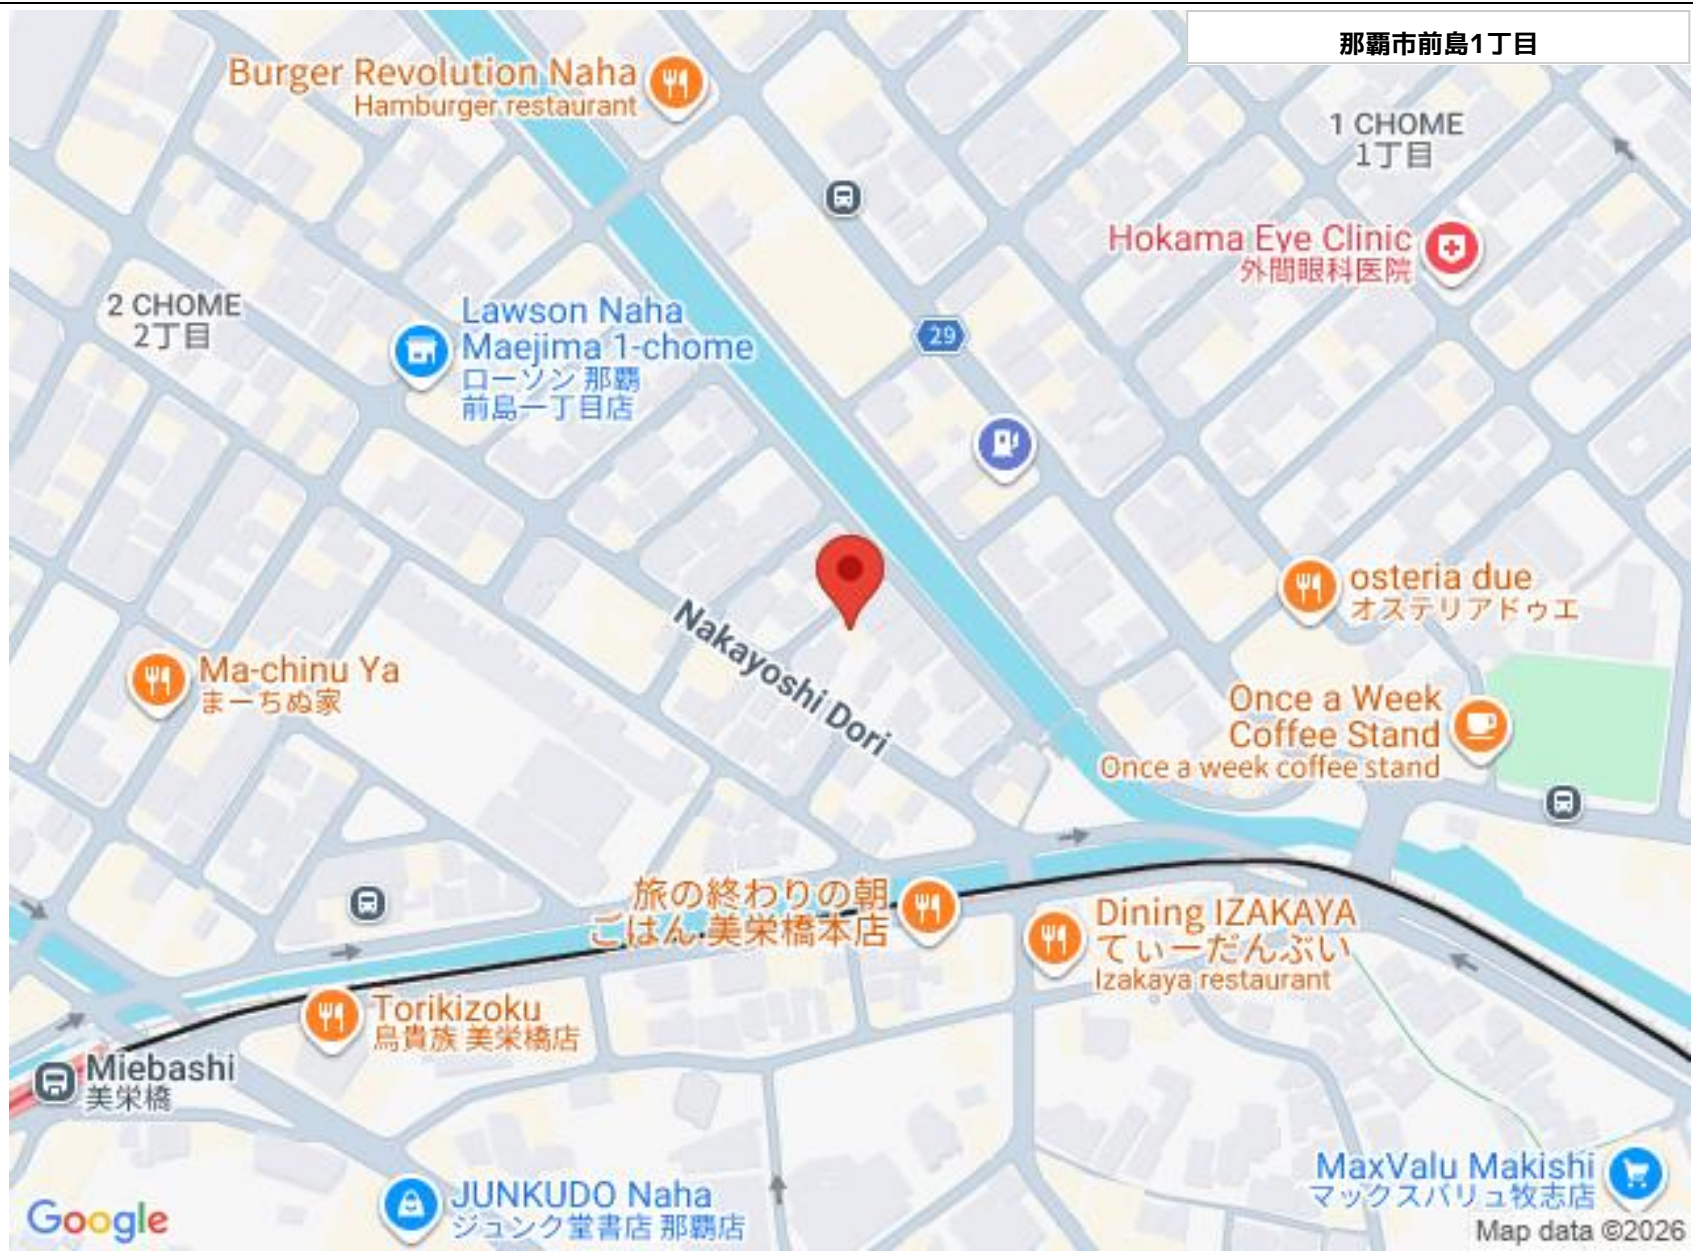 那覇市前島1丁目
Burger Revolution Naha
Hamburger restaurant
1 CHOME
1丁目
Hokama Eye Clinic
外間眼科医院
2 CHOME
2丁目
Lawson Naha
Maejima 1-chome
ローソン 那覇
前島一丁目店
29
osteria due
オステリアドゥエ
Nakayoshi Dori
Ma-chinu Ya
まーちぬ家
Once a Week
Coffee Stand
Once a week coffee stand
旅の終わりの朝
ごはん 美栄橋本店
Dining IZAKAYA
てぃーだんぶい
Izakaya restaurant
Torikizoku
鳥貴族 美栄橋店
Miebashi
美栄橋
JUNKUDO Naha
ジュンク堂書店 那覇店
MaxValu Makishi
マックスバリュ牧志店
Google
Map data ©2026